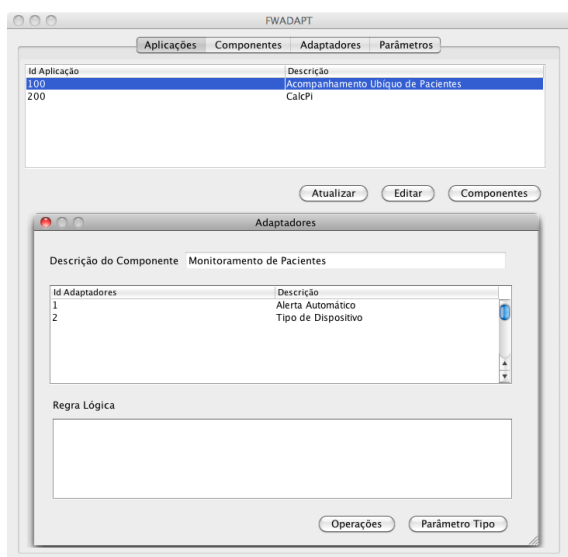 FWADAPT
Aplicações Componentes Adaptadores Parâmetros
Id Aplicação Descrição
100 Acompanhamento Ubíquo de Pacientes
200 CalcPi
Atualizar Editar Componentes
Adaptadores
Descrição do Componente Monitoramento de Pacientes
Id Adaptadores Descrição
1 Alerta Automático
2 Tipo de Dispositivo
Regra Lógica
Operações Parâmetro Tipo